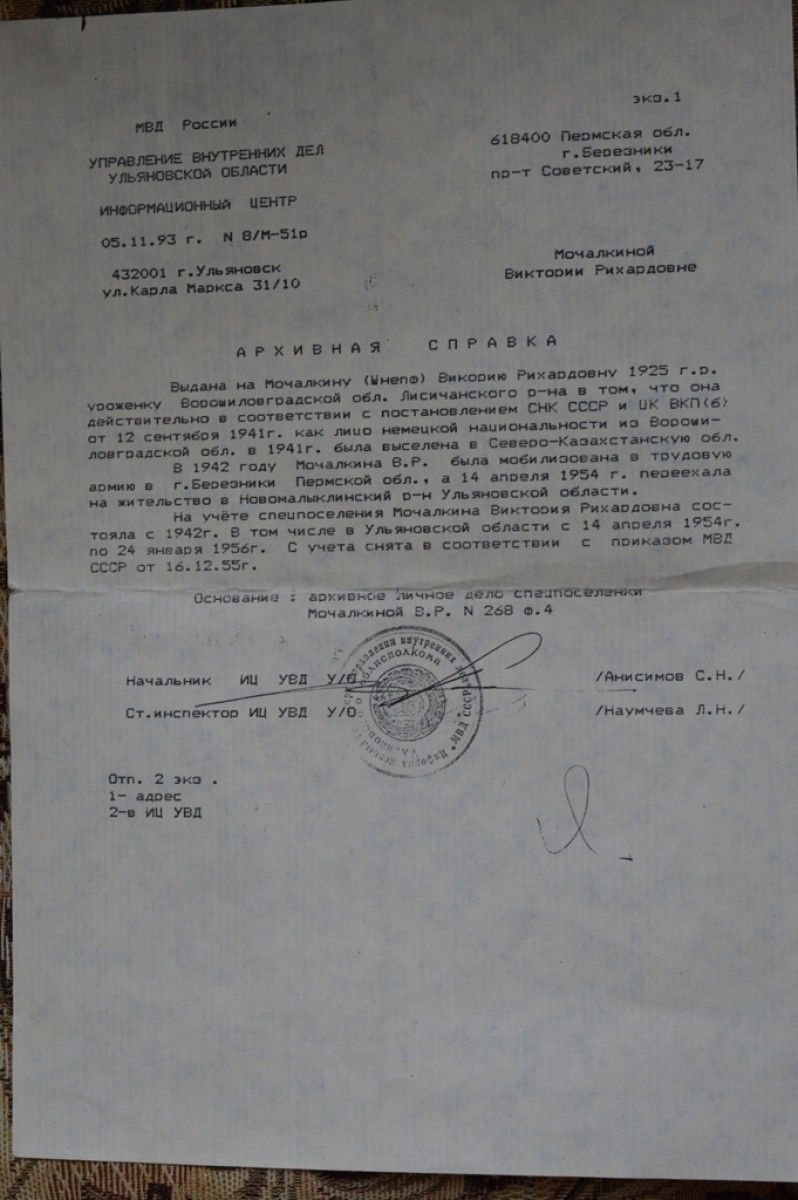 экз.1
МВД России
УПРАВЛЕНИЕ ВНУТРЕННИХ ДЕЛ
УЛЬЯНОВСКОЙ ОБЛАСТИ
ИНФОРМАЦИОННЫЙ ЦЕНТР
05.11.93 г. N 8/М-51р
432001 г.Ульяновск
ул.Карла Маркса 31/10
618400 Пермская обл.
г.Березники
пр-т Советский, 23-17
Мочалкиной
Виктории Рихардовне
АРХИВНАЯ СПРАВКА
Выдана на Мочалкину (Шнепф) Викорию Рихардовну 1925 г.р.
уроженку Ворошиловградской обл. Лисичанского р-на в том, что она
действительно в соответствии с постановлением СНК СССР и ЦК ВКП(б)
от 12 сентября 1941г. как лицо немецкой национальности из Вороши-
ловградской обл. в 1941г. была выселена в Северо-Казахстанскую обл.
В 1942 году Мочалкина В.Р. была мобилизована в трудовую
армию в г.Березники Пермской обл., а 14 апреля 1954 г. переехала
на жительство в Новомалыклинский р-н Ульяновской области.
На учёте спецпоселения Мочалкина Виктория Рихардовна сос-
тояла с 1942г. В том числе в Ульяновской области с 14 апреля 1954г.
по 24 января 1956г. С учета снята в соответствии с приказом МВД
СССР от 16.12.55г.
Основание : архивное личное дело спецпоселенки
Мочалкиной В.Р. N 268 ф.4
Начальник ИЦ УВД У/О /Анисимов С.Н./
Ст.инспектор ИЦ УВД У/О /Наумчева Л.Н./
управления внутренних
облисполкома
МВД СССР
Отп. 2 экз .
1- адрес
2-в ИЦ УВД